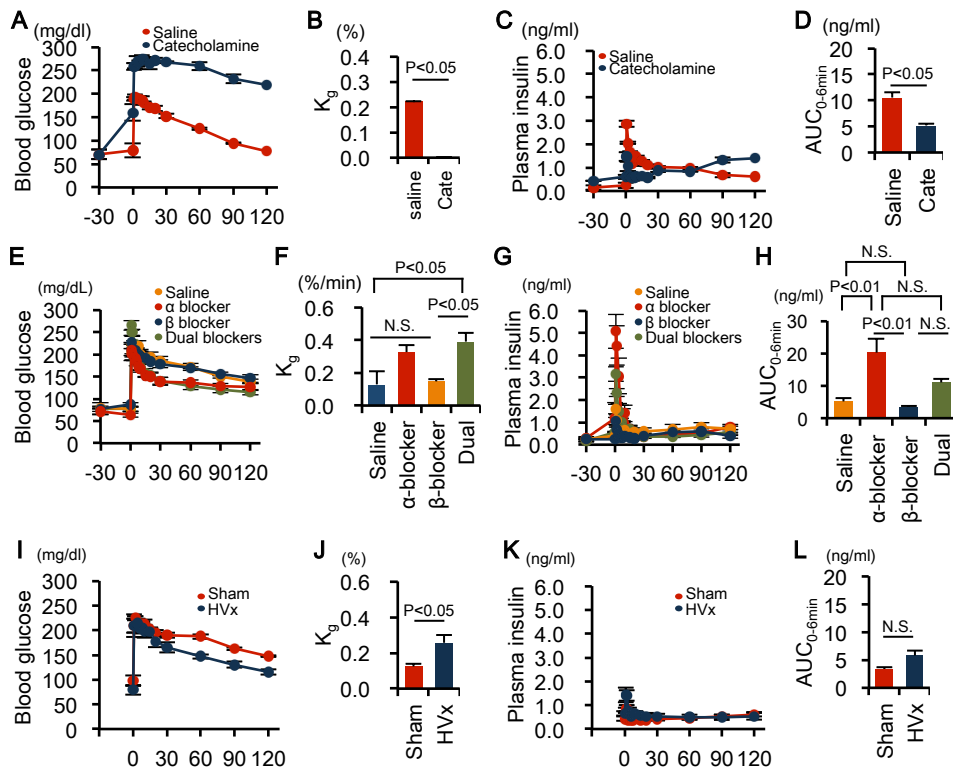 A (mg/dl)
Saline
Catecholamine
Blood glucose
300
250
200
150
100
50
0
-30 0 30 60 90 120
B (%)
P<0.05
Kg
0.4
0.3
0.2
0.1
0.0
saline
Cate
C (ng/ml)
Saline
Catecholamine
Plasma insulin
6.0
5.0
4.0
3.0
2.0
1.0
0.0
-30 0 30 60 90 120
D (ng/ml)
P<0.05
AUC0-6min
20
15
10
5
0
Saline
Cate
E (mg/dL)
Saline
α blocker
β blocker
Dual blockers
Blood glucose
300
250
200
150
100
50
0
-30 0 30 60 90 120
F (%/min)
P<0.05
N.S.
P<0.05
Kg
0.6
0.4
0.2
0.0
Saline
α-blocker
β-blocker
Dual
G (ng/ml)
Saline
α blocker
β blocker
Dual blockers
Plasma insulin
6.0
5.0
4.0
3.0
2.0
1.0
0.0
-30 0 30 60 90 120
H (ng/ml)
N.S.
P<0.01
N.S.
P<0.01
N.S.
AUC0-6min
30
20
10
0
Saline
α-blocker
β-blocker
Dual
I (mg/dl)
Sham
HVx
Blood glucose
300
250
200
150
100
50
0
0 30 60 90 120
J (%)
P<0.05
Kg
0.6
0.4
0.2
0.0
Sham
HVx
K (ng/ml)
Sham
HVx
Plasma insulin
6.0
5.0
4.0
3.0
2.0
1.0
0.0
0 30 60 90 120
L (ng/ml)
N.S.
AUC0-6min
20
15
10
5
0
Sham
HVx